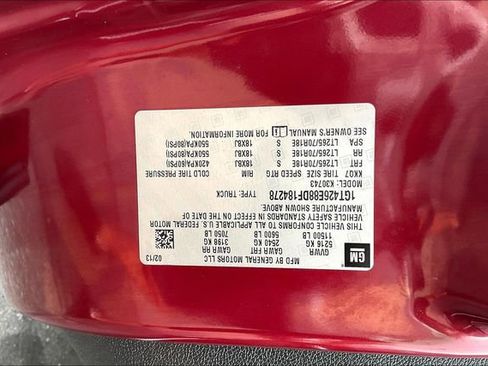 GM
MFD BY GENERAL MOTORS LLC
02/13
GVWR GAWR FRT GAWR RR
5216 KG 2540 KG 3198 KG
11500 LB 5600 LB 7050 LB
THIS VEHICLE CONFORMS TO ALL APPLICABLE U.S. FEDERAL MOTOR
VEHICLE SAFETY STANDARDS IN EFFECT ON THE DATE OF
MANUFACTURE SHOWN ABOVE.
1GT426E88DF184278 TYPE: TRUCK
MODEL: K30743
KK07 TIRE SIZE SPEED RTG RIM COLD TIRE PRESSURE
FRT LT265/70R18E S 18X8J 420KPA(60PSI)
RR LT265/70R18E S 18X8J 550KPA(80PSI)
SPA LT265/70R18E S 18X8J 550KPA(80PSI)
SEE OWNER'S MANUAL FOR MORE INFORMATION.